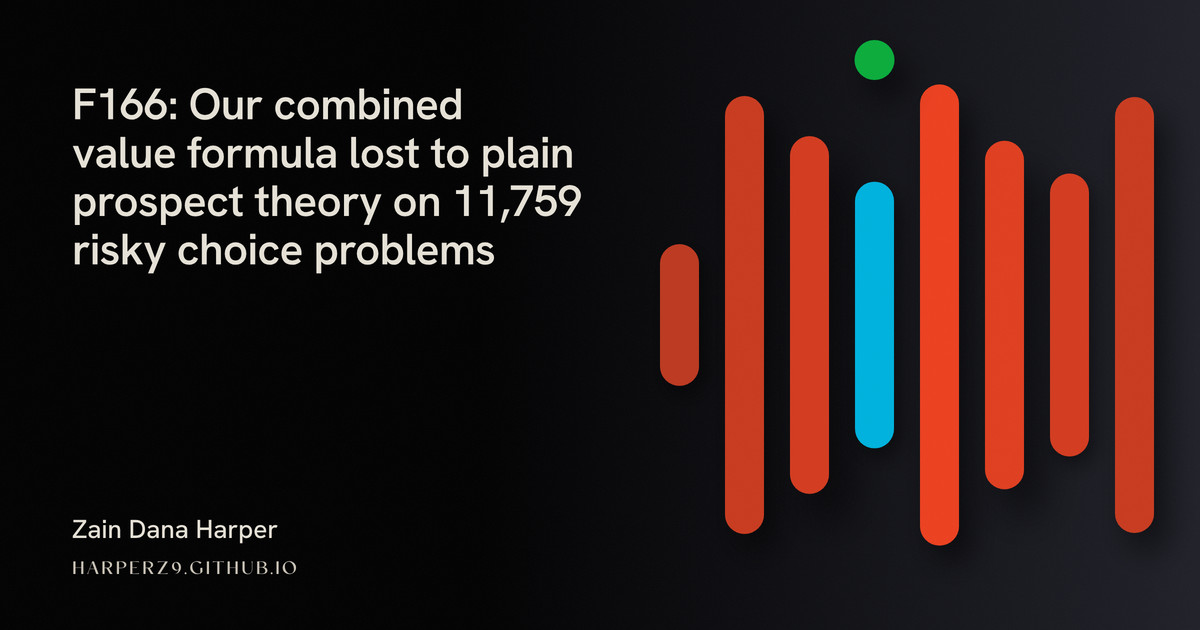 F166: Our combined
value formula lost to plain
prospect theory on 11,759
risky choice problems
Zain Dana Harper
HARPERZ9.GITHUB.IO